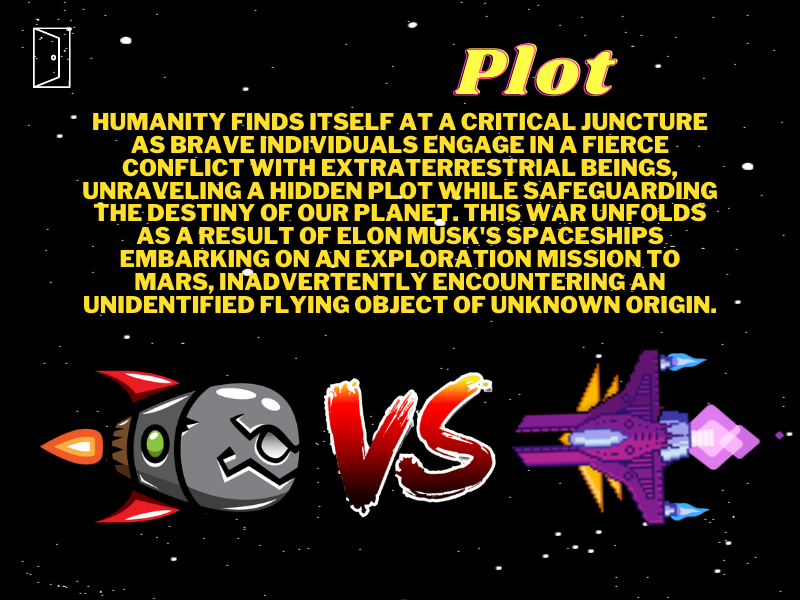 Plot
HUMANITY FINDS ITSELF AT A CRITICAL JUNCTURE
AS BRAVE INDIVIDUALS ENGAGE IN A FIERCE
CONFLICT WITH EXTRATERRESTRIAL BEINGS,
UNRAVELING A HIDDEN PLOT WHILE SAFEGUARDING
THE DESTINY OF OUR PLANET. THIS WAR UNFOLDS
AS A RESULT OF ELON MUSK'S SPACESHIPS
EMBARKING ON AN EXPLORATION MISSION TO
MARS, INADVERTENTLY ENCOUNTERING AN
UNIDENTIFIED FLYING OBJECT OF UNKNOWN ORIGIN.
VS